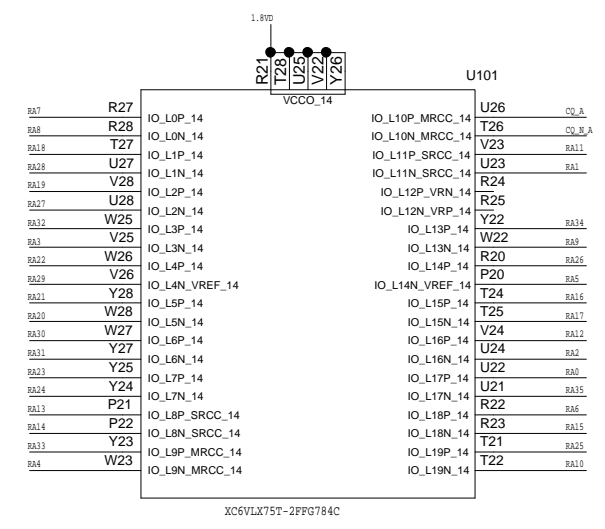 1.8VD
R21 T28 U25 V22 Y26
U101
VCCO_14
RA7 R27 IO_L0P_14 IO_L10P_MRCC_14 U26 CQ_A
RA8 R28 IO_L0N_14 IO_L10N_MRCC_14 T26 CQ_N_A
RA18 T27 IO_L1P_14 IO_L11P_SRCC_14 V23 RA11
RA28 U27 IO_L1N_14 IO_L11N_SRCC_14 U23 RA1
RA19 V28 IO_L2P_14 IO_L12P_VRN_14 R24
RA27 U28 IO_L2N_14 IO_L12N_VRP_14 R25
RA32 W25 IO_L3P_14 IO_L13P_14 Y22 RA34
RA3 V25 IO_L3N_14 IO_L13N_14 W22 RA9
RA22 W26 IO_L4P_14 IO_L14P_14 R20 RA26
RA29 V26 IO_L4N_VREF_14 IO_L14N_VREF_14 P20 RA5
RA21 Y28 IO_L5P_14 IO_L15P_14 T24 RA16
RA20 W28 IO_L5N_14 IO_L15N_14 T25 RA17
RA30 W27 IO_L6P_14 IO_L16P_14 V24 RA12
RA31 Y27 IO_L6N_14 IO_L16N_14 U24 RA2
RA23 Y25 IO_L7P_14 IO_L17P_14 U22 RA0
RA24 Y24 IO_L7N_14 IO_L17N_14 U21 RA35
RA13 P21 IO_L8P_SRCC_14 IO_L18P_14 R22 RA6
RA14 P22 IO_L8N_SRCC_14 IO_L18N_14 R23 RA15
RA33 Y23 IO_L9P_MRCC_14 IO_L19P_14 T21 RA25
RA4 W23 IO_L9N_MRCC_14 IO_L19N_14 T22 RA10
XC6VLX75T-2FFG784C